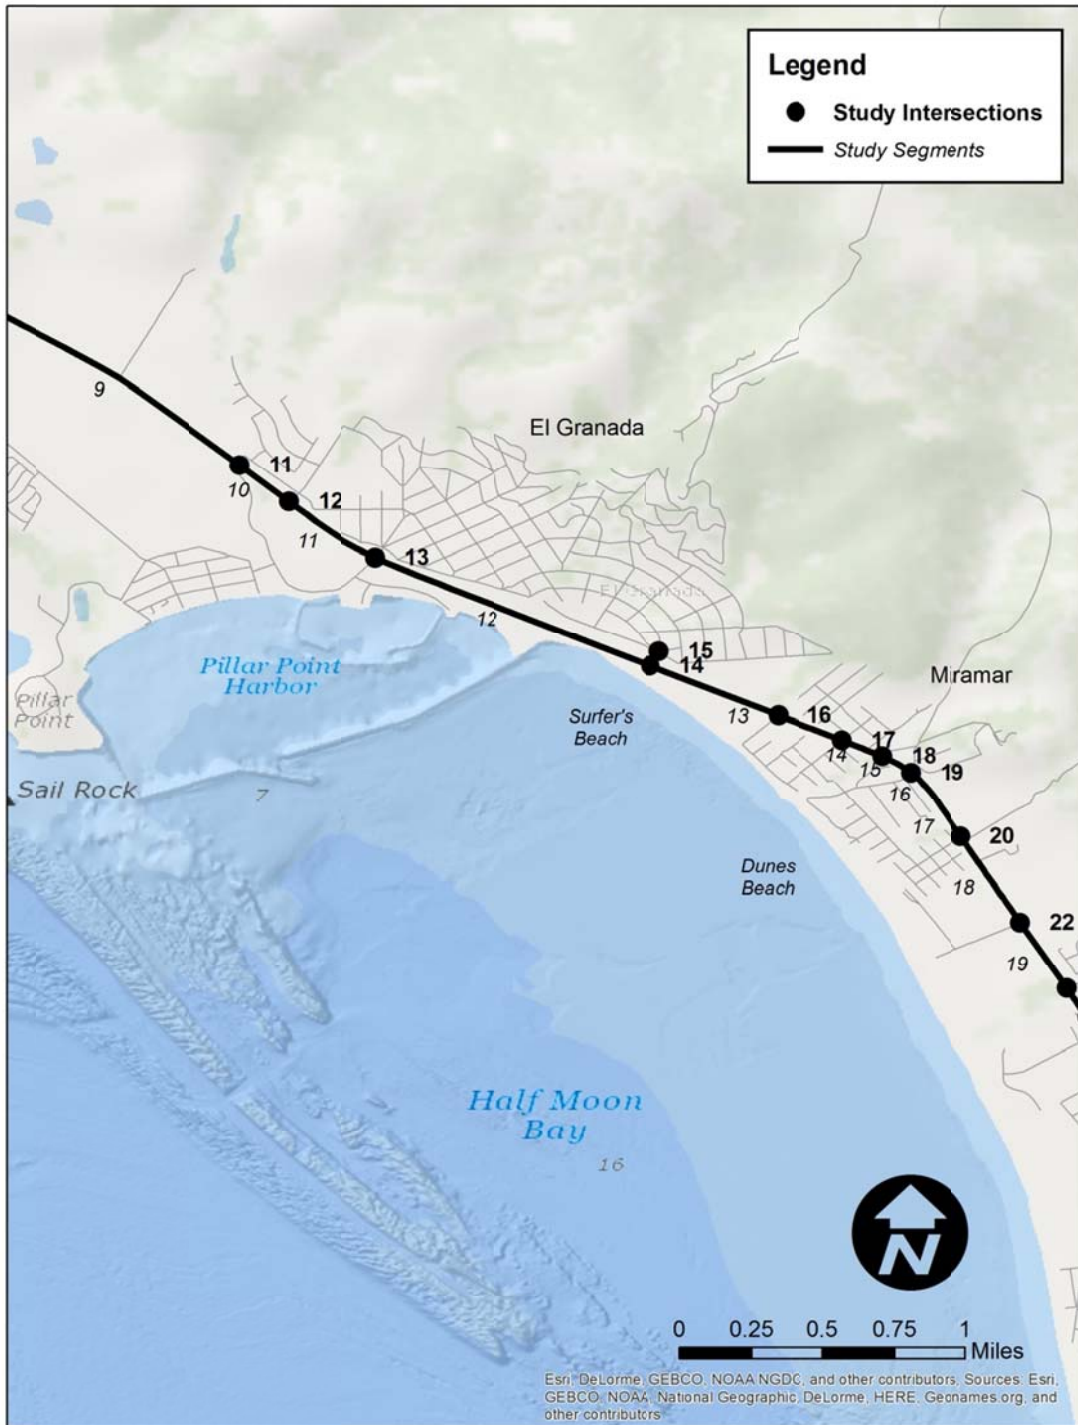 Legend
Study Intersections
Study Segments
9
El Granada
11
10
12
11
13
El Granada
12
15
14
Pillar Point
Harbor
Miramar
Pillar
Point
Surfer's
Beach
13
16
14
17
15
18
16
19
Sail Rock
7
17
20
Dunes
Beach
18
22
19
Half Moon
Bay
16
N
0 0.25 0.5 0.75 1
Miles
Esri, DeLorme, GEBCO, NOAA NGDC, and other contributors, Sources: Esri,
GEBCO, NOAA, National Geographic, DeLorme, HERE, Geonames.org, and
other contributors